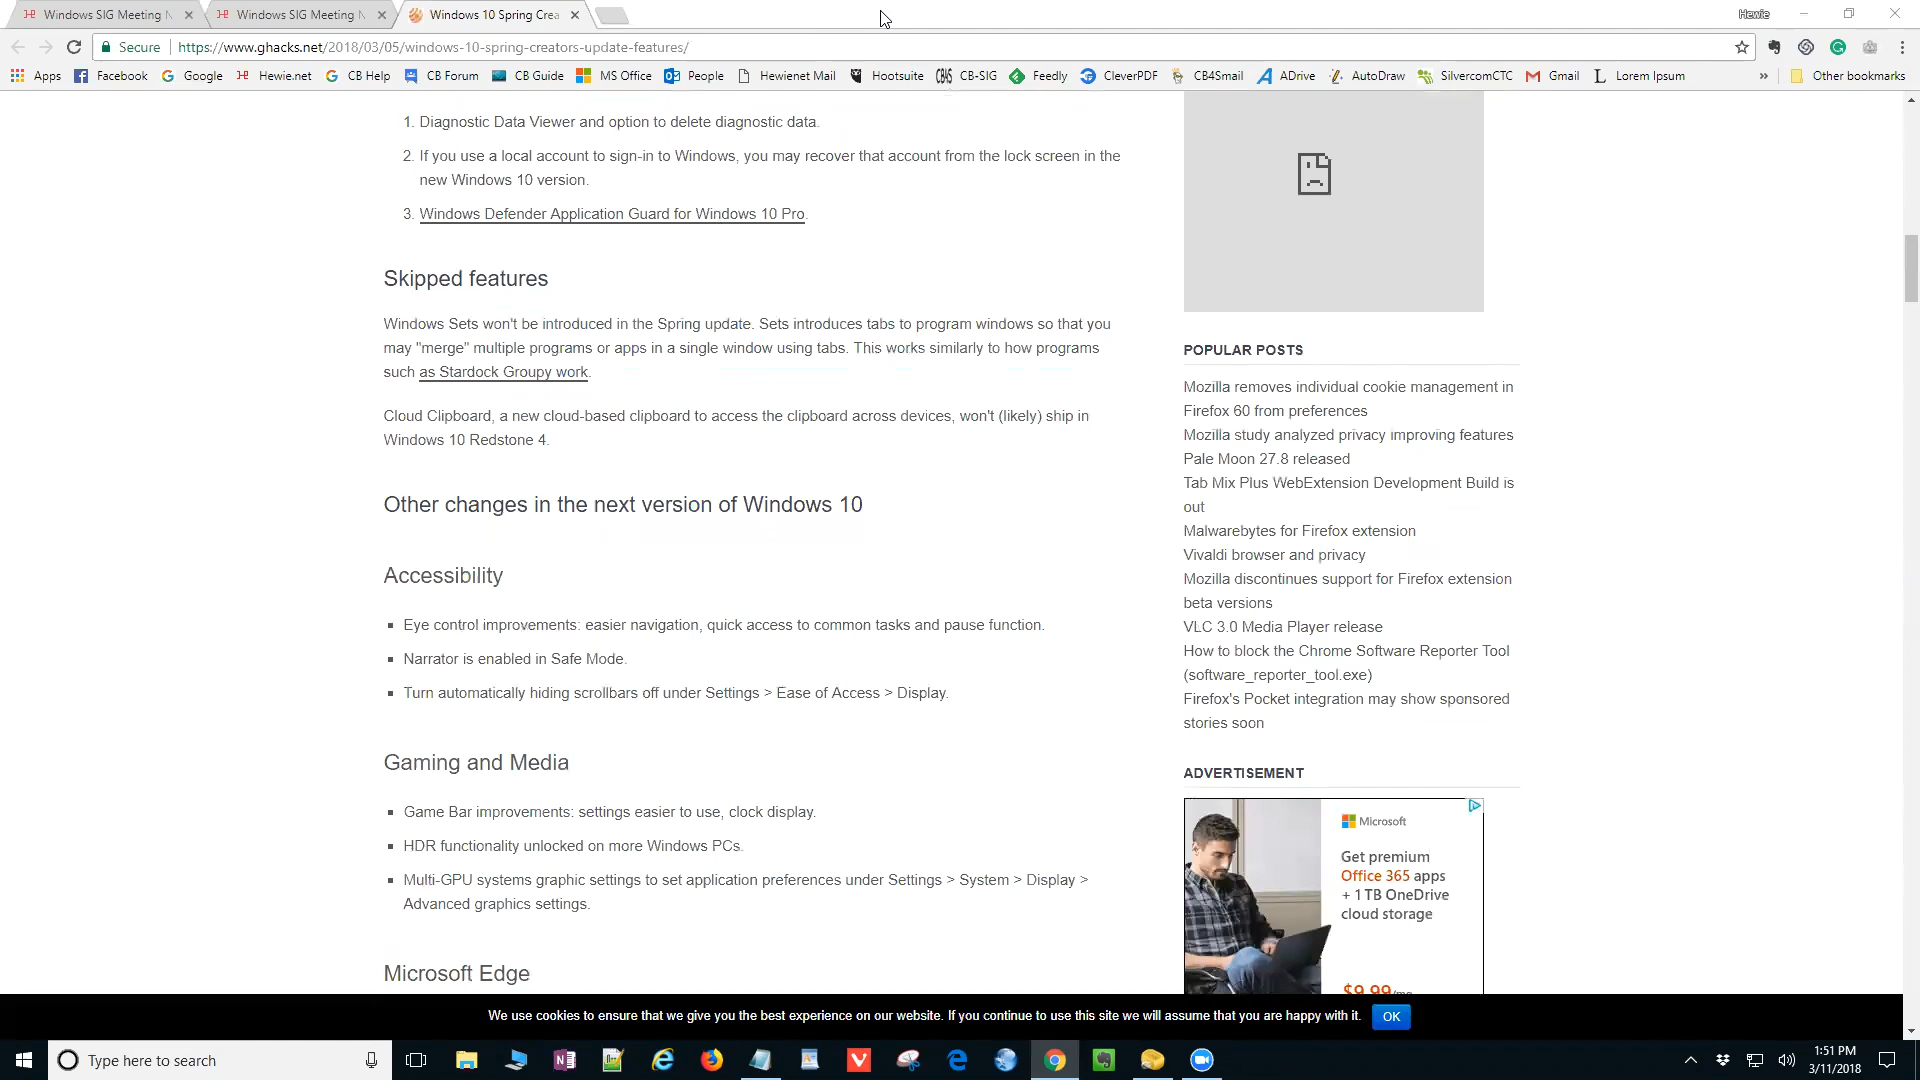 Windows SIG Meeting N
Windows SIG Meeting N
Windows 10 Spring Crea
Hewie
Secure
https://www.ghacks.net/2018/03/05/windows-10-spring-creators-update-features/
Apps
Facebook
Google
Hewie.net
CB Help
CB Forum
CB Guide
MS Office
People
Hewienet Mail
Hootsuite
CB-SIG
Feedly
CleverPDF
CB4Smail
ADrive
AutoDraw
SilvercomCTC
Gmail
Lorem Ipsum
»
Other bookmarks
1. Diagnostic Data Viewer and option to delete diagnostic data.
2. If you use a local account to sign-in to Windows, you may recover that account from the lock screen in the
new Windows 10 version.
3. Windows Defender Application Guard for Windows 10 Pro.
Skipped features
Windows Sets won't be introduced in the Spring update. Sets introduces tabs to program windows so that you
may "merge" multiple programs or apps in a single window using tabs. This works similarly to how programs
such as Stardock Groupy work.
Cloud Clipboard, a new cloud-based clipboard to access the clipboard across devices, won't (likely) ship in
Windows 10 Redstone 4.
Other changes in the next version of Windows 10
Accessibility
Eye control improvements: easier navigation, quick access to common tasks and pause function.
Narrator is enabled in Safe Mode.
Turn automatically hiding scrollbars off under Settings > Ease of Access > Display.
Gaming and Media
Game Bar improvements: settings easier to use, clock display.
HDR functionality unlocked on more Windows PCs.
Multi-GPU systems graphic settings to set application preferences under Settings > System > Display >
Advanced graphics settings.
Microsoft Edge
POPULAR POSTS
Mozilla removes individual cookie management in
Firefox 60 from preferences
Mozilla study analyzed privacy improving features
Pale Moon 27.8 released
Tab Mix Plus WebExtension Development Build is
out
Malwarebytes for Firefox extension
Vivaldi browser and privacy
Mozilla discontinues support for Firefox extension
beta versions
VLC 3.0 Media Player release
How to block the Chrome Software Reporter Tool
(software_reporter_tool.exe)
Firefox's Pocket integration may show sponsored
stories soon
ADVERTISEMENT
Microsoft
Get premium
Office 365 apps
+ 1 TB OneDrive
cloud storage
$9.99/mo
We use cookies to ensure that we give you the best experience on our website. If you continue to use this site we will assume that you are happy with it.
OK
Type here to search
1:51 PM
3/11/2018